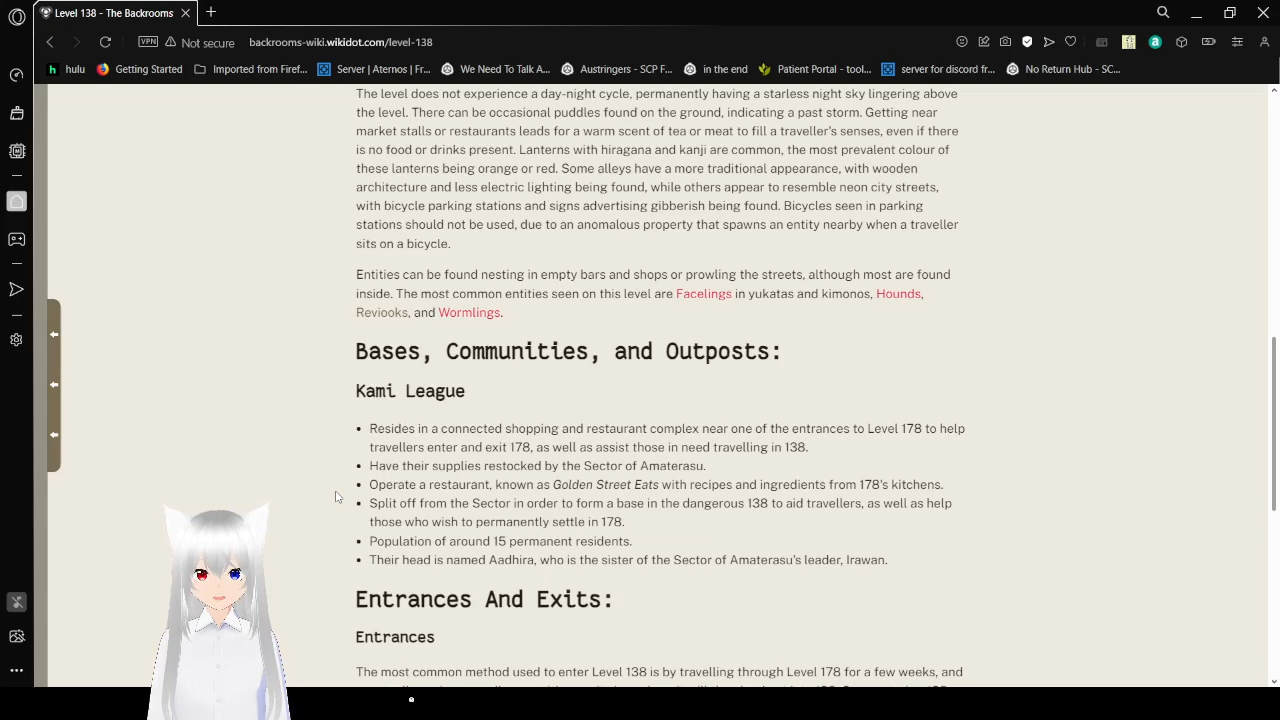 Level 138 - The Backrooms
VPN Not secure backrooms-wiki.wikidot.com/level-138
hulu Getting Started Imported from Firef... Server | Aternos | Fr... We Need To Talk A... Austringers - SCP F... in the end Patient Portal - tool... server for discord fr... No Return Hub - SC...
The level does not experience a day-night cycle, permanently having a starless night sky lingering above
the level. There can be occasional puddles found on the ground, indicating a past storm. Getting near
market stalls or restaurants leads for a warm scent of tea or meat to fill a traveller's senses, even if there
is no food or drinks present. Lanterns with hiragana and kanji are common, the most prevalent colour of
these lanterns being orange or red. Some alleys have a more traditional appearance, with wooden
architecture and less electric lighting being found, while others appear to resemble neon city streets,
with bicycle parking stations and signs advertising gibberish being found. Bicycles seen in parking
stations should not be used, due to an anomalous property that spawns an entity nearby when a traveller
sits on a bicycle.
Entities can be found nesting in empty bars and shops or prowling the streets, although most are found
inside. The most common entities seen on this level are Facelings in yukatas and kimonos, Hounds,
Reviooks, and Wormlings.
Bases, Communities, and Outposts:
Kami League
• Resides in a connected shopping and restaurant complex near one of the entrances to Level 178 to help
travellers enter and exit 178, as well as assist those in need travelling in 138.
• Have their supplies restocked by the Sector of Amaterasu.
• Operate a restaurant, known as Golden Street Eats with recipes and ingredients from 178's kitchens.
• Split off from the Sector in order to form a base in the dangerous 138 to aid travellers, as well as help
those who wish to permanently settle in 178.
• Population of around 15 permanent residents.
• Their head is named Aadhira, who is the sister of the Sector of Amaterasu's leader, Irawan.
Entrances And Exits:
Entrances
The most common method used to enter Level 138 is by travelling through Level 178 for a few weeks, and